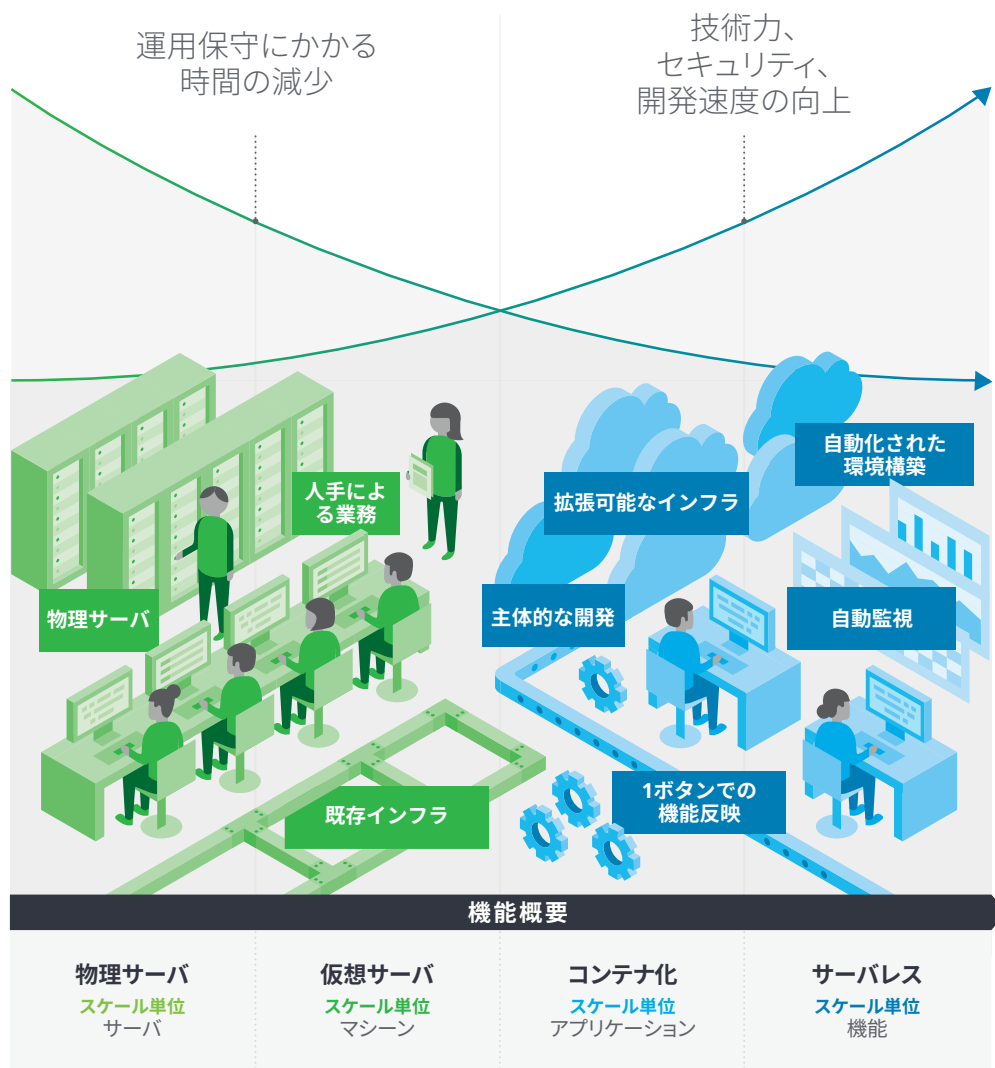 運用保守にかかる
時間の減少
技術力、
セキュリティ、
開発速度の向上
自動化された
環境構築
人手によ
る業務
拡張可能なインフラ
物理サーバ
主体的な開発
自動監視
1ボタンでの
機能反映
既存インフラ
機能概要
物理サーバ
スケール単位
サーバ
仮想サーバ
スケール単位
マシーン
コンテナ化
スケール単位
アプリケーション
サーバレス
スケール単位
機能